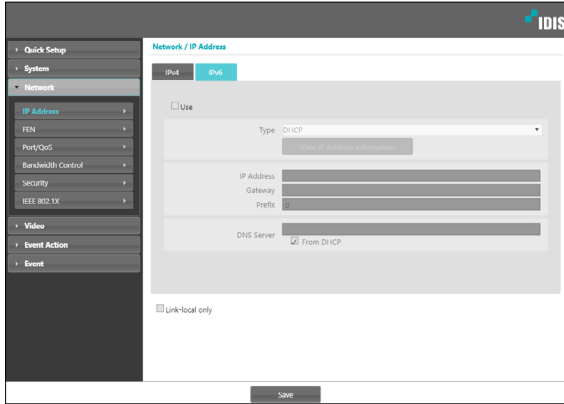 IDIS
Quick Setup
System
Network
IP Address
FEN
Port/QoS
Bandwidth Control
Security
IEEE 802.1X
Video
Event Action
Event
Network / IP Address
IPv4 IPv6
Use
Type DHCP
View IP Address Information
IP Address
Gateway
Prefix 0
DNS Server
From DHCP
Link-local only
Save